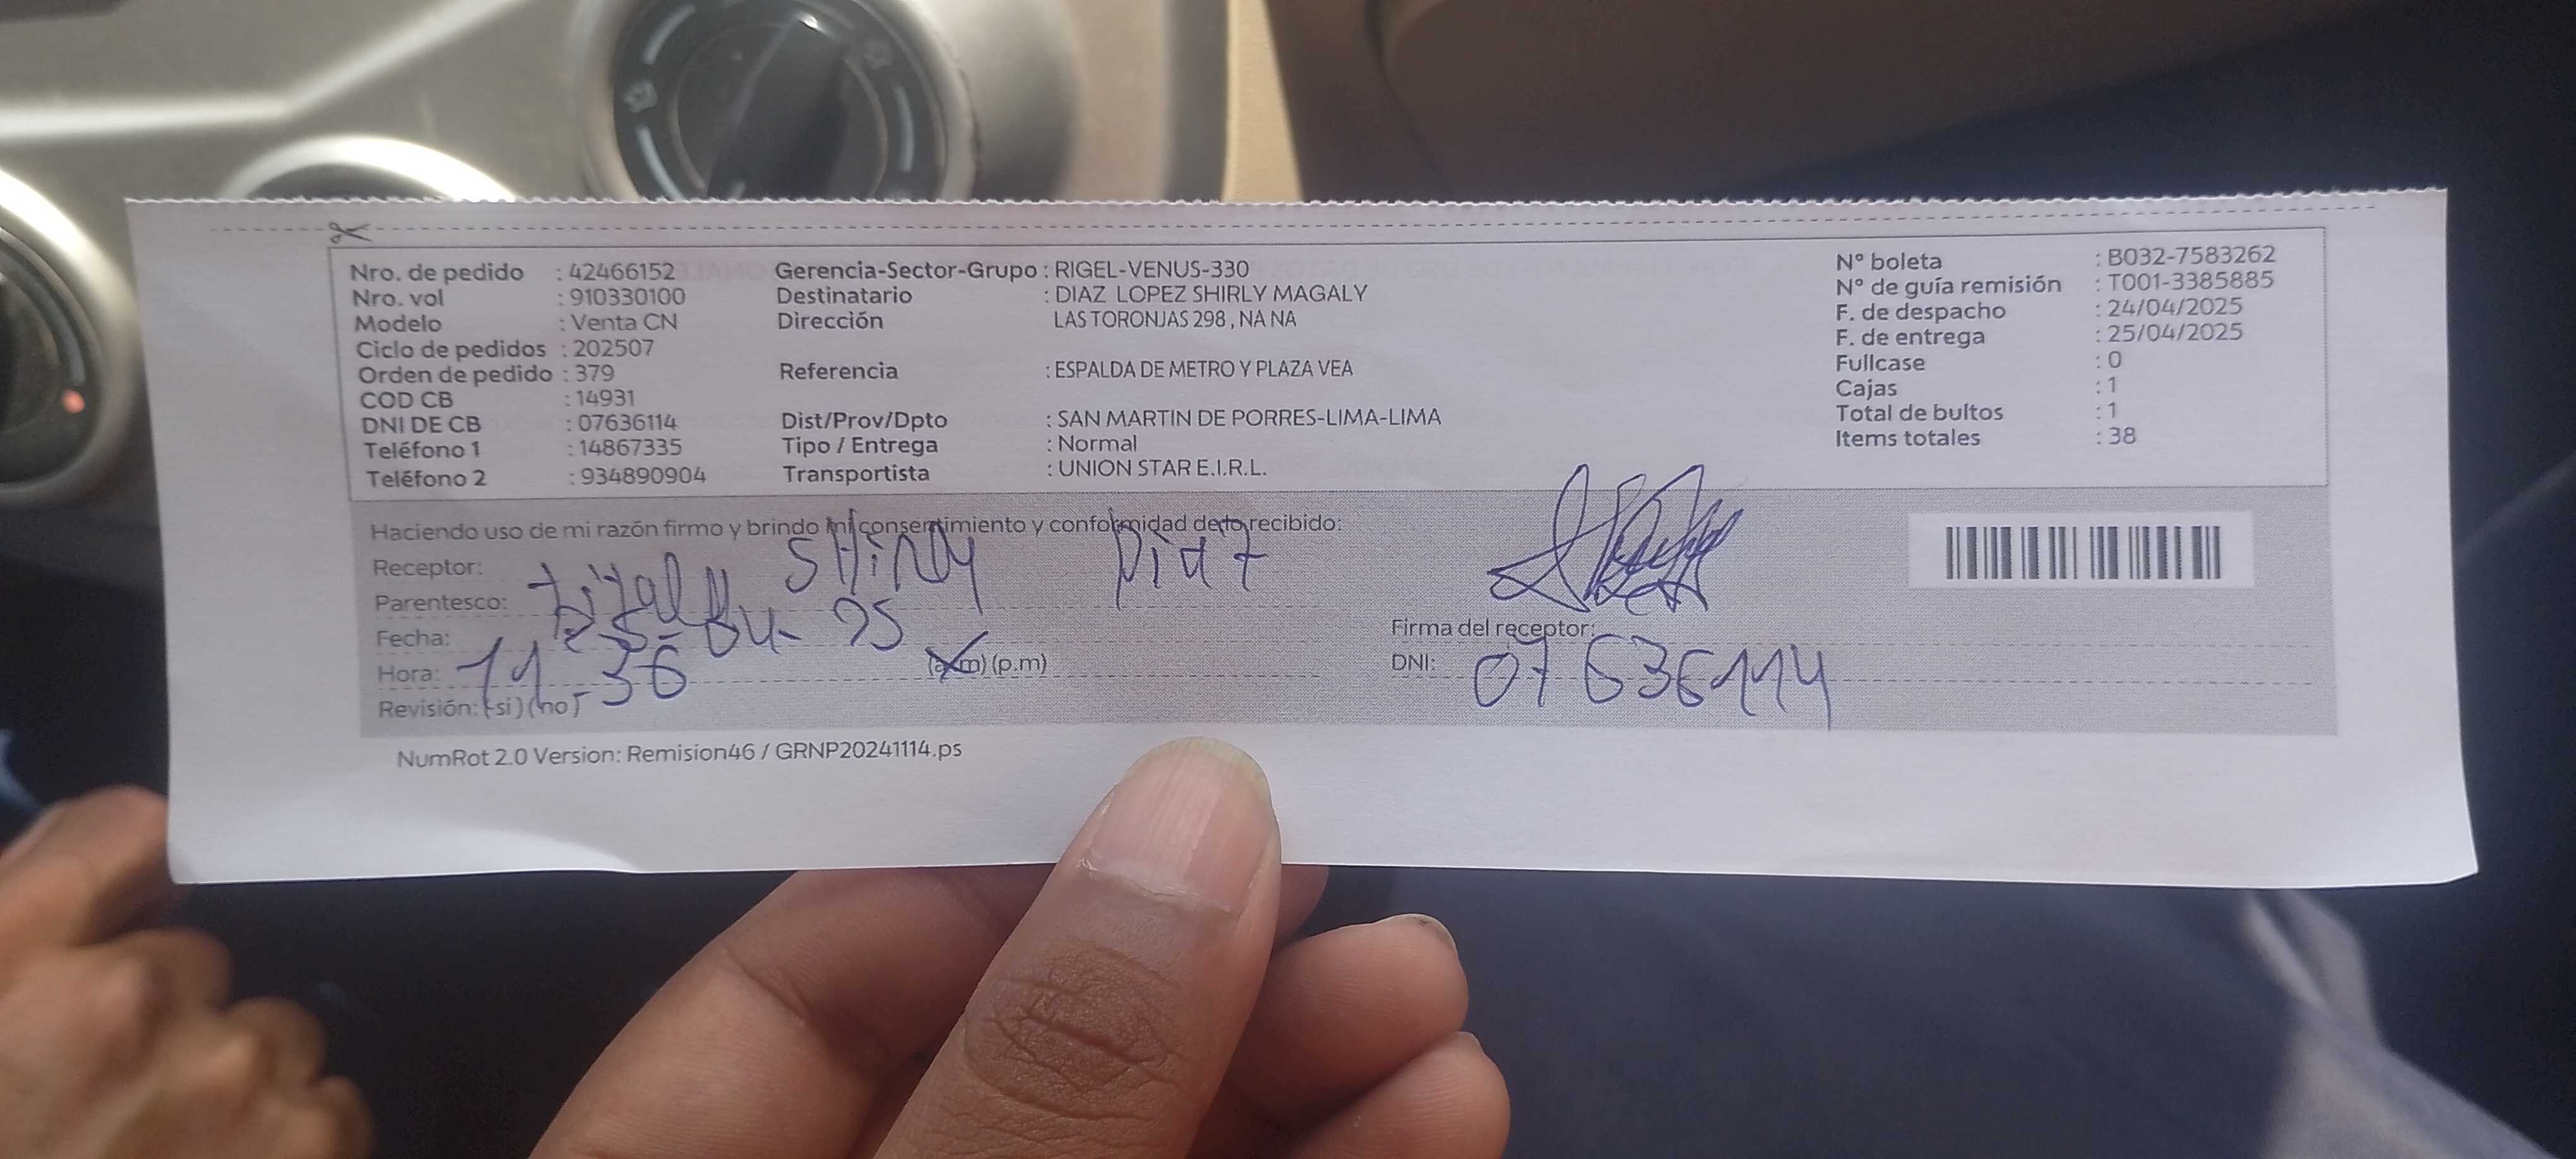 Nro. de pedido : 42466152
Nro. vol : 910330100
Modelo : Venta CN
Ciclo de pedidos : 202507
Orden de pedido : 379
COD CB : 14931
DNI DE CB : 07636114
Teléfono 1 : 14867335
Teléfono 2 : 934890904
Gerencia-Sector-Grupo : RIGEL-VENUS-330
Destinatario : DIAZ LOPEZ SHIRLY MAGALY
Dirección LAS TORONJAS 298 , NA NA
Referencia : ESPALDA DE METRO Y PLAZA VEA
Dist/Prov/Dpto : SAN MARTIN DE PORRES-LIMA-LIMA
Tipo / Entrega : Normal
Transportista : UNION STAR E.I.R.L.
N° boleta : B032-7583262
N° de guía remisión : T001-3385885
F. de despacho : 24/04/2025
F. de entrega : 25/04/2025
Fullcase : 0
Cajas : 1
Total de bultos : 1
Items totales : 38
Haciendo uso de mi razón firmo y brindo mi consentimiento y conformidad de lo recibido:
Receptor: Shirly Diaz
Parentesco: titular
Fecha: 25-04-25
Hora: 11-36 (a.m) (p.m)
Revisión: (si) (no)
Firma del receptor:
DNI: 07636114
NumRot 2.0 Version: Remision46 / GRNP20241114.ps